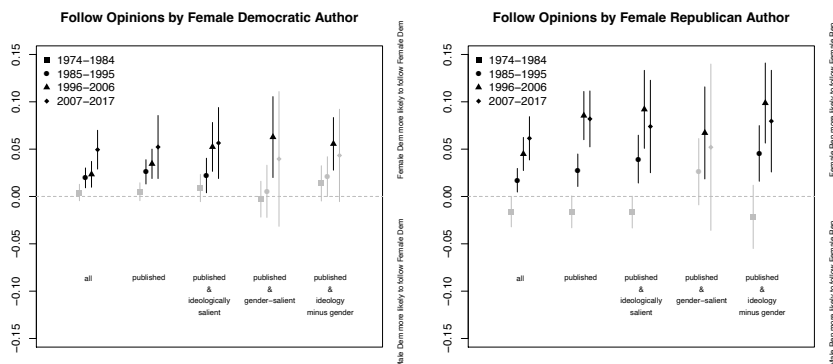 Follow Opinions by Female Democratic Author
0.15
0.10
0.05
0.00
−0.05
−0.10
−0.15
1974−1984
1985−1995
1996−2006
2007−2017
all
published
published
&
ideologically
salient
published
&
gender−salient
published
&
ideology
minus gender
Female Dem more likely to follow Female Dem
ale Dem more likely to follow Female Dem
Follow Opinions by Female Republican Author
0.15
0.10
0.05
0.00
−0.05
−0.10
−0.15
1974−1984
1985−1995
1996−2006
2007−2017
all
published
published
&
ideologically
salient
published
&
gender−salient
published
&
ideology
minus gender